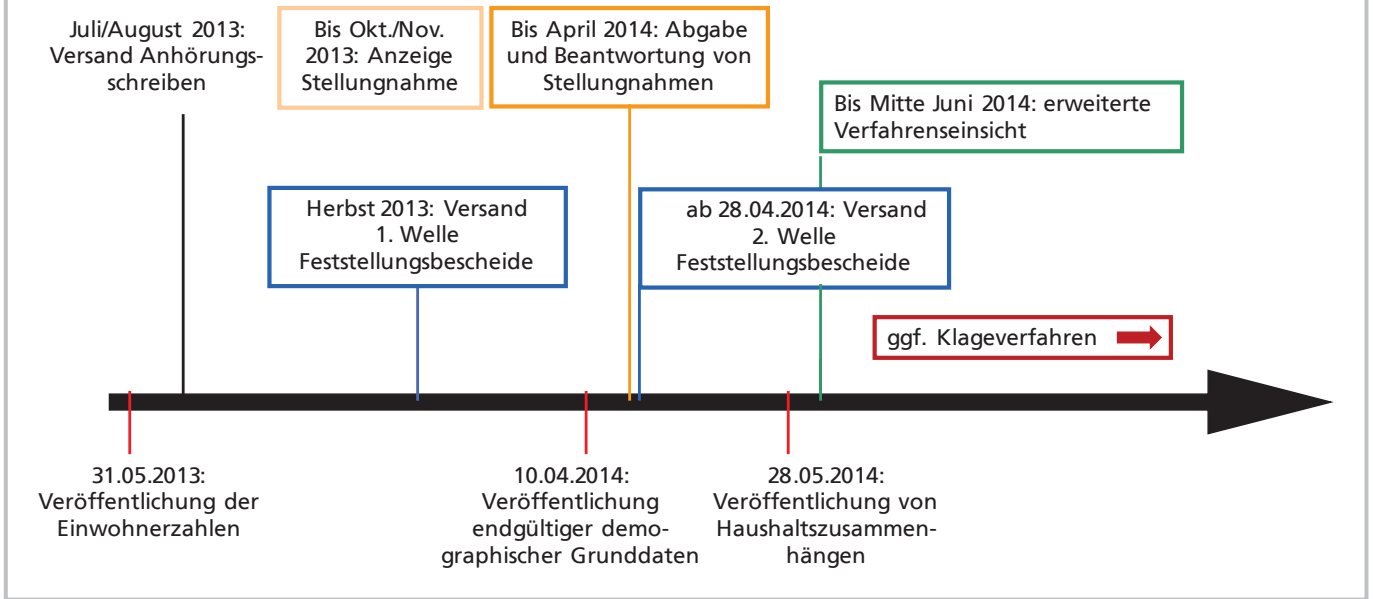 Juli/August 2013:
Versand Anhörungs-
schreiben
Bis Okt./Nov.
2013: Anzeige
Stellungnahme
Bis April 2014: Abgabe
und Beantwortung von
Stellungnahmen
Bis Mitte Juni 2014: erweiterte
Verfahrenseinsicht
Herbst 2013: Versand
1. Welle
Feststellungsbescheide
ab 28.04.2014: Versand
2. Welle
Feststellungsbescheide
ggf. Klageverfahren
31.05.2013:
Veröffentlichung der
Einwohnerzahlen
10.04.2014:
Veröffentlichung
endgültiger demo-
graphischer Grunddaten
28.05.2014:
Veröffentlichung von
Haushaltszusammen-
hängen